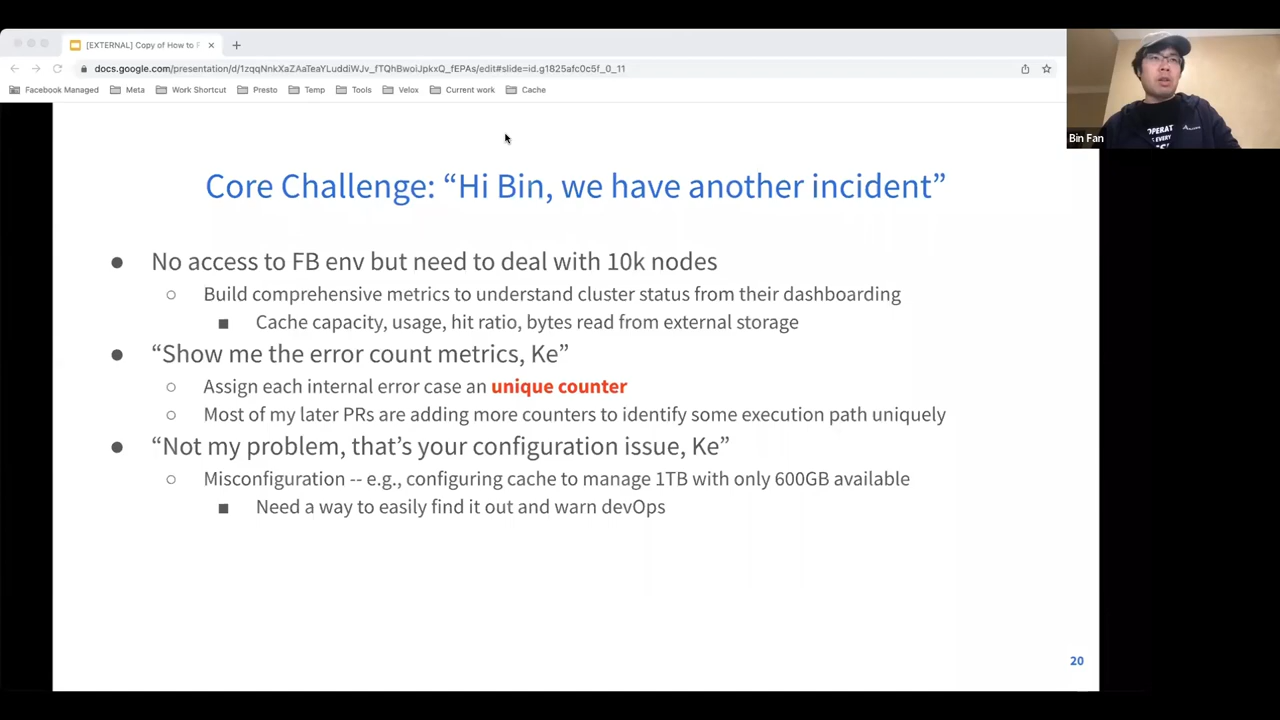 [EXTERNAL] Copy of How to F
docs.google.com/presentation/d/1zqqNnkXaZAaTeaYLuddiWJv_fTQhBwoiJpkxQ_fEPAs/edit#slide=id.g1825afc0c5f_0_11
Facebook Managed Meta Work Shortcut Presto Temp Tools Velox Current work Cache
OPERAT
Bin Fan
Core Challenge: “Hi Bin, we have another incident”
● No access to FB env but need to deal with 10k nodes
○ Build comprehensive metrics to understand cluster status from their dashboarding
■ Cache capacity, usage, hit ratio, bytes read from external storage
● “Show me the error count metrics, Ke”
○ Assign each internal error case an unique counter
○ Most of my later PRs are adding more counters to identify some execution path uniquely
● “Not my problem, that’s your configuration issue, Ke”
○ Misconfiguration -- e.g., configuring cache to manage 1TB with only 600GB available
■ Need a way to easily find it out and warn devOps
20